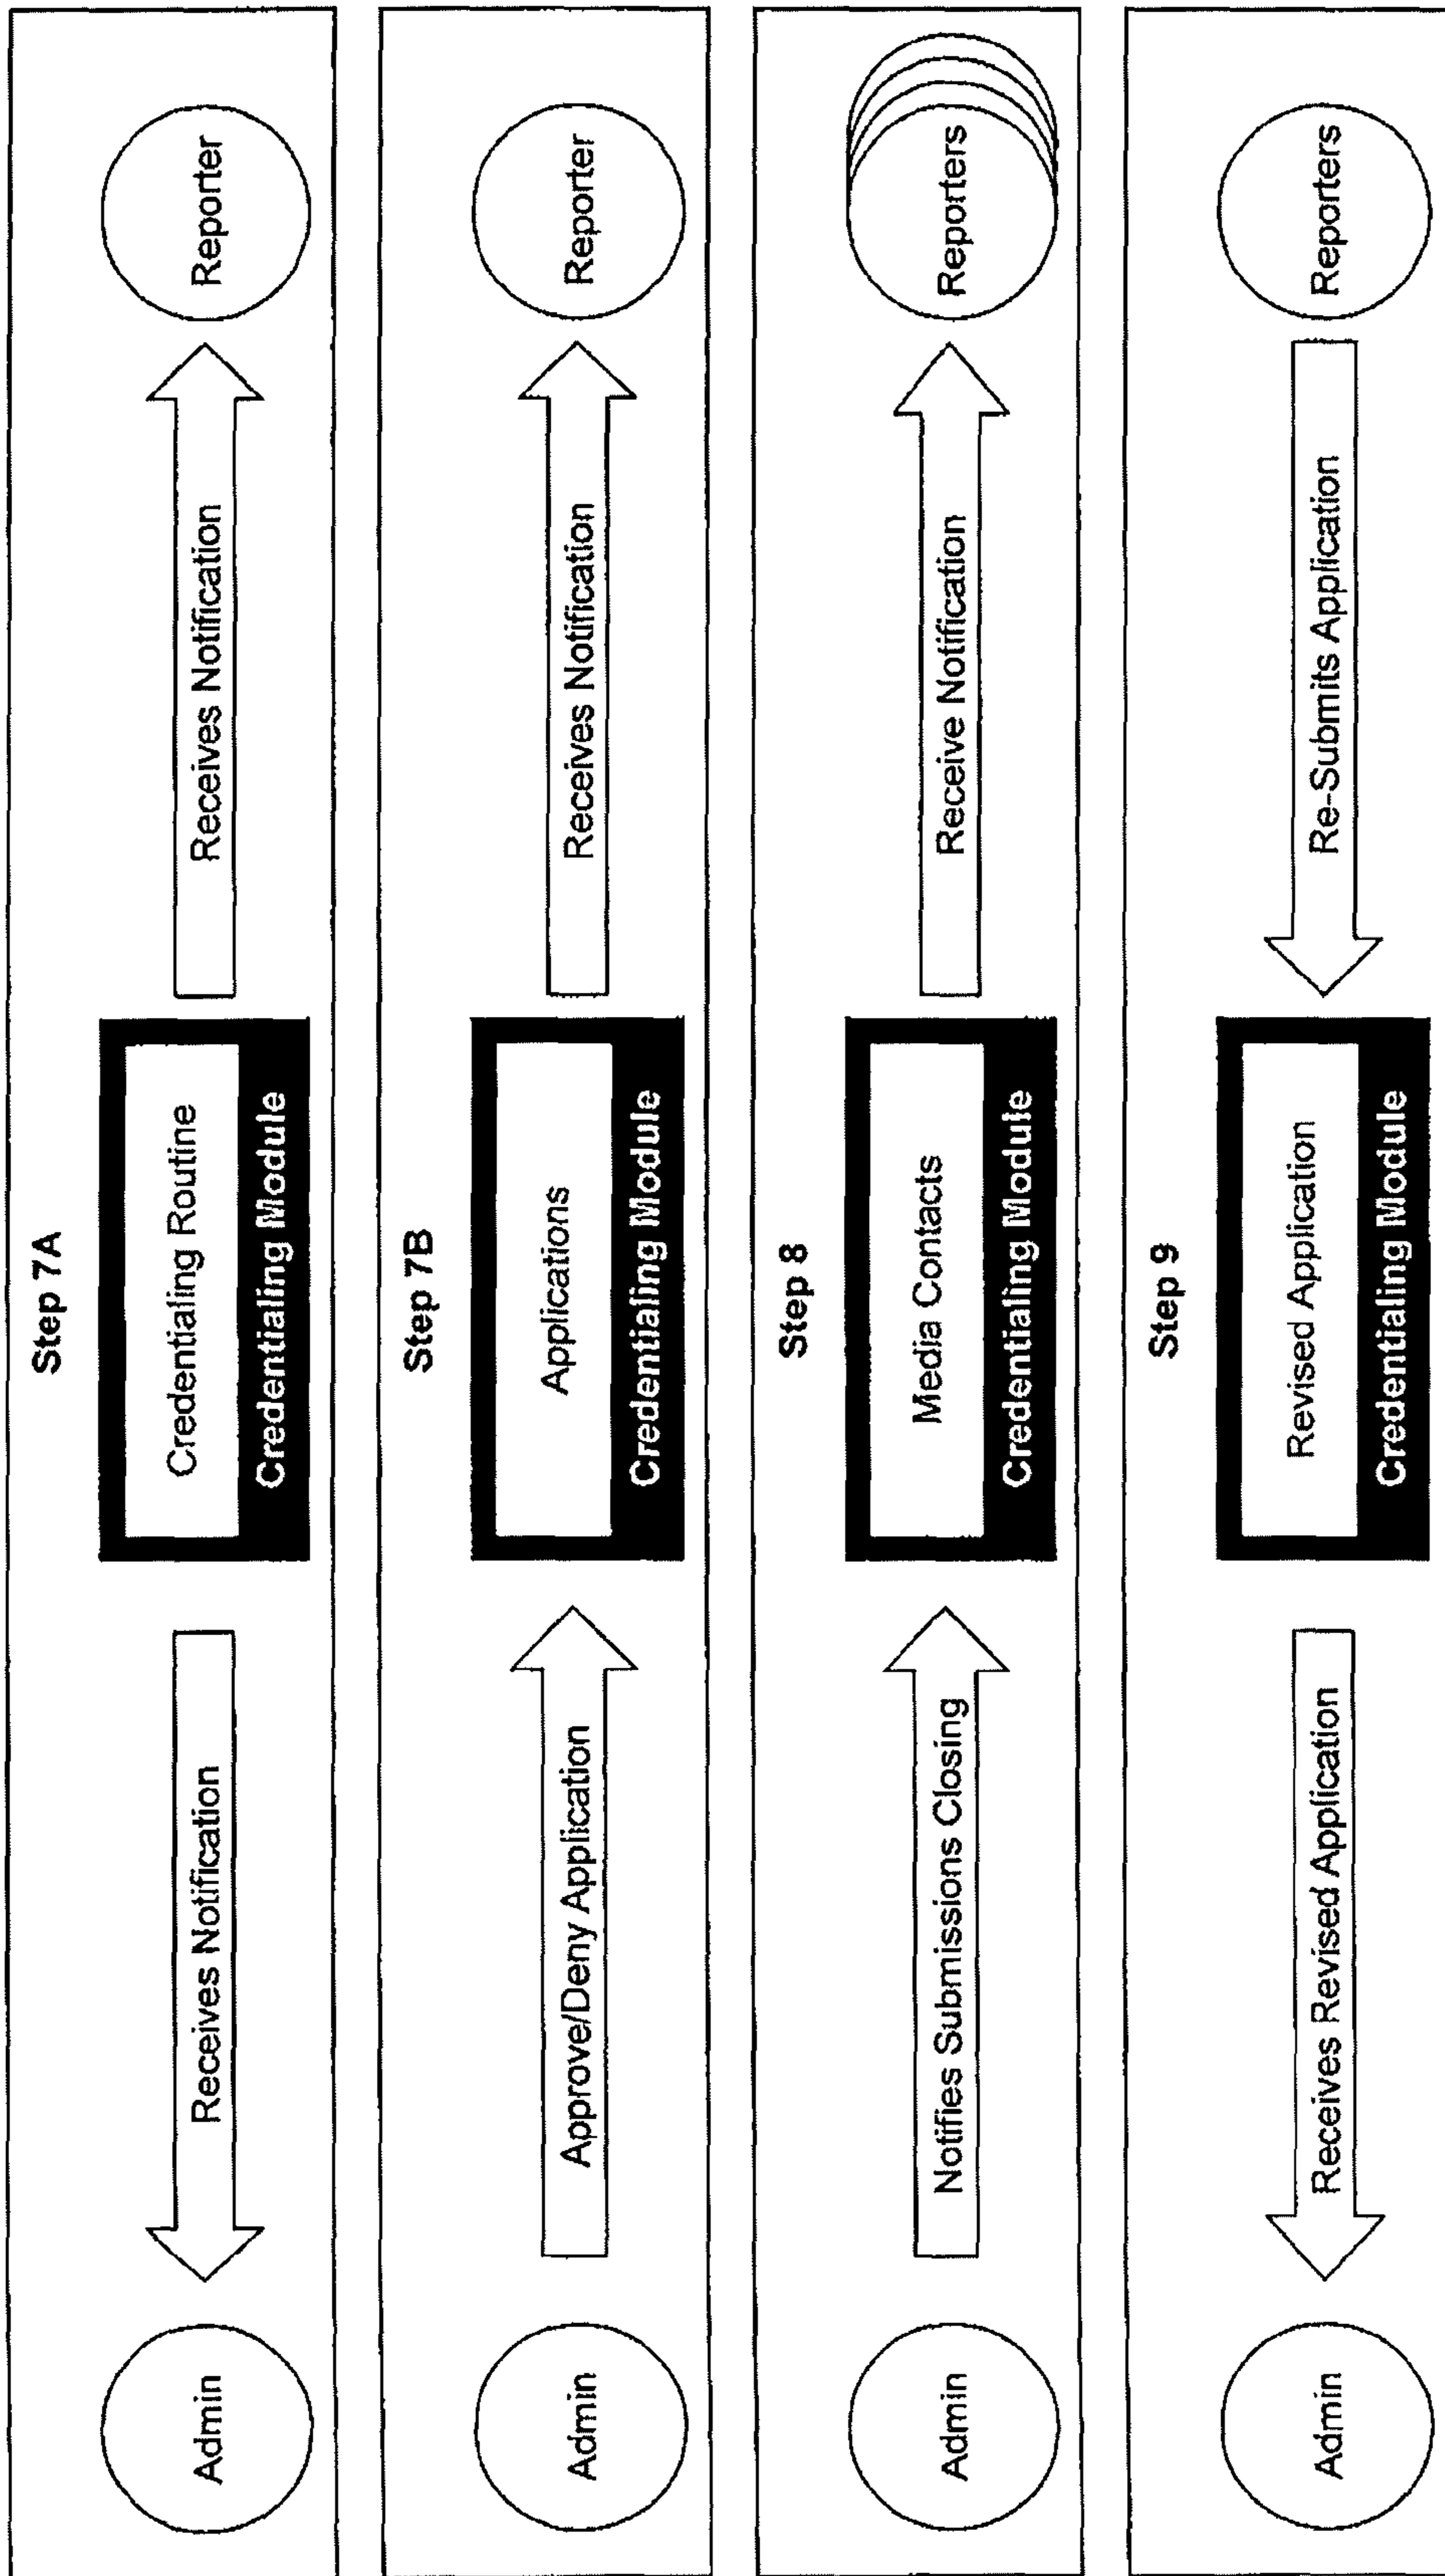 Step 7A
Admin
Receives Notification
Credentialing Routine
Credentialing Module
Receives Notification
Reporter
Step 7B
Admin
Approve/Deny Application
Applications
Credentialing Module
Receives Notification
Reporter
Step 8
Admin
Notifies Submissions Closing
Media Contacts
Credentialing Module
Receive Notification
Reporters
Step 9
Admin
Receives Revised Application
Revised Application
Credentialing Module
Re-Submits Application
Reporters